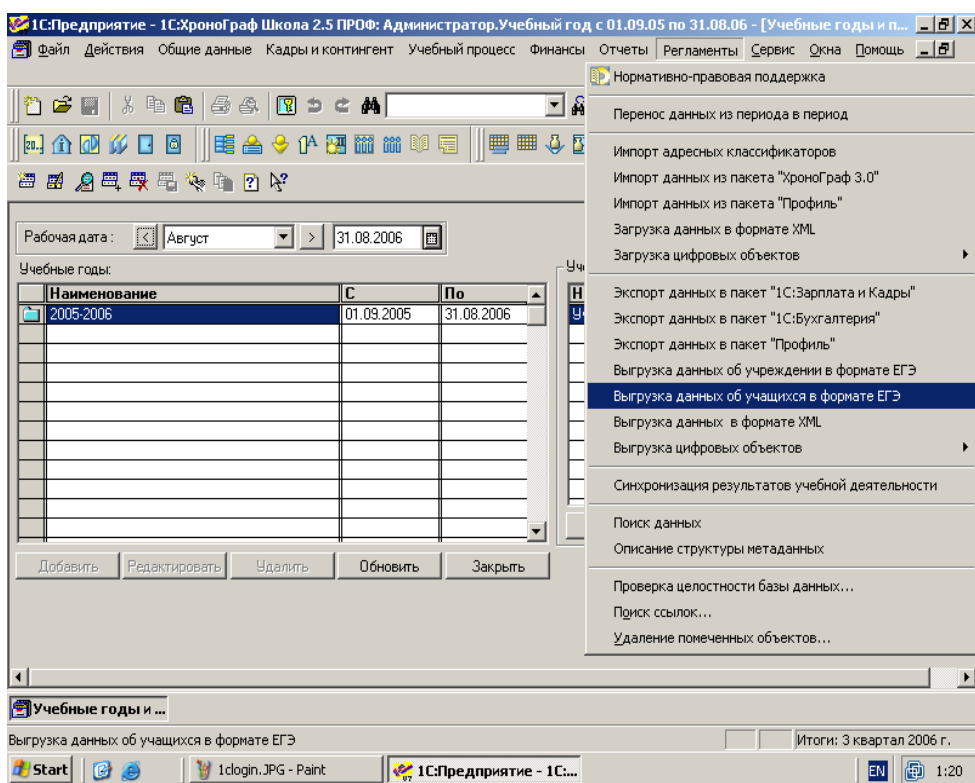 1С:Предприятие - 1С:ХроноГраф Школа 2.5 ПРОФ: Администратор.Учебный год с 01.09.05 по 31.08.06 - [Учебные годы и п...
Файл Действия Общие данные Кадры и контингент Учебный процесс Финансы Отчеты Регламенты Сервис Окна Помощь
Нормативно-правовая поддержка
Перенос данных из периода в период
Импорт адресных классификаторов
Импорт данных из пакета "ХроноГраф 3.0"
Импорт данных из пакета "Профиль"
Загрузка данных в формате XML
Загрузка цифровых объектов
Экспорт данных в пакет "1С:Зарплата и Кадры"
Экспорт данных в пакет "1С:Бухгалтерия"
Экспорт данных в пакет "Профиль"
Выгрузка данных об учреждении в формате ЕГЭ
Выгрузка данных об учащихся в формате ЕГЭ
Выгрузка данных в формате XML
Выгрузка цифровых объектов
Синхронизация результатов учебной деятельности
Поиск данных
Описание структуры метаданных
Проверка целостности базы данных...
Поиск ссылок...
Удаление помеченных объектов...
Рабочая дата : < Август > 31.08.2006
Учебные годы:
Наименование С По
2005-2006 01.09.2005 31.08.2006
Добавить Редактировать Удалить Обновить Закрыть
Учебные годы и ...
Выгрузка данных об учащихся в формате ЕГЭ Итоги: 3 квартал 2006 г.
Start 1clogin.JPG - Paint 1С:Предприятие - 1С:... EN 1:20